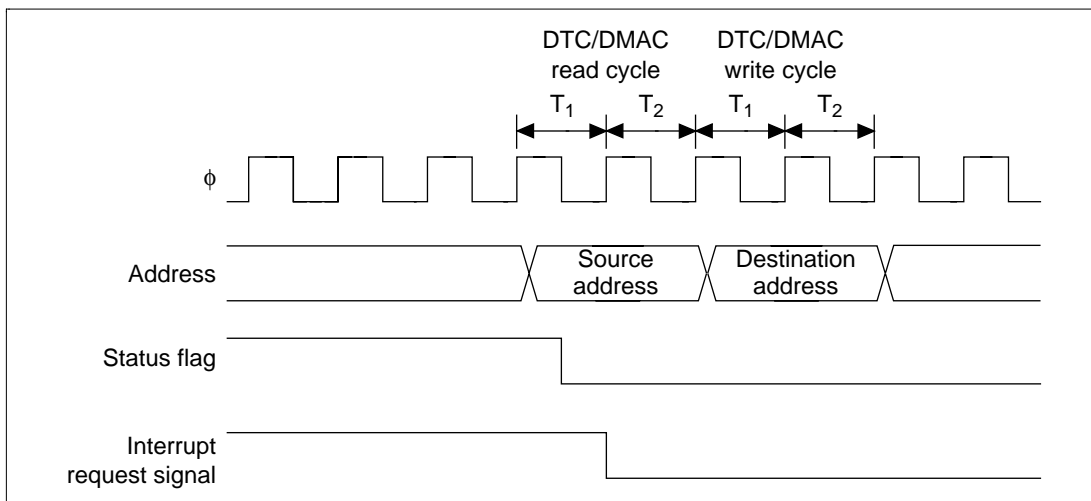 DTC/DMAC
read cycle
DTC/DMAC
write cycle
T1 T2 T1 T2
ϕ
Address
Source
address
Destination
address
Status flag
Interrupt
request signal